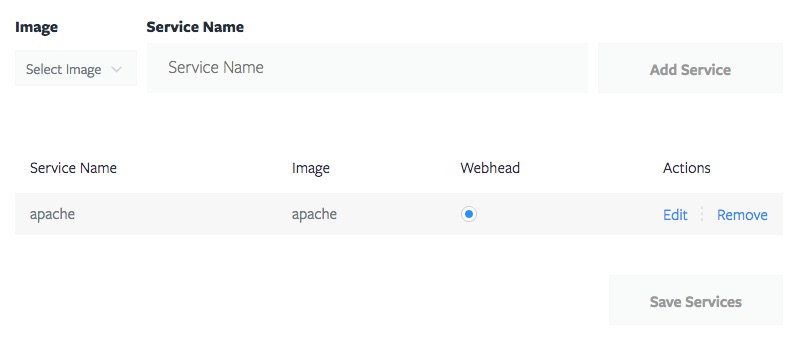 Image Service Name
Select Image Service Name Add Service
Service Name Image Webhead Actions
apache apache Edit Remove
Save Services